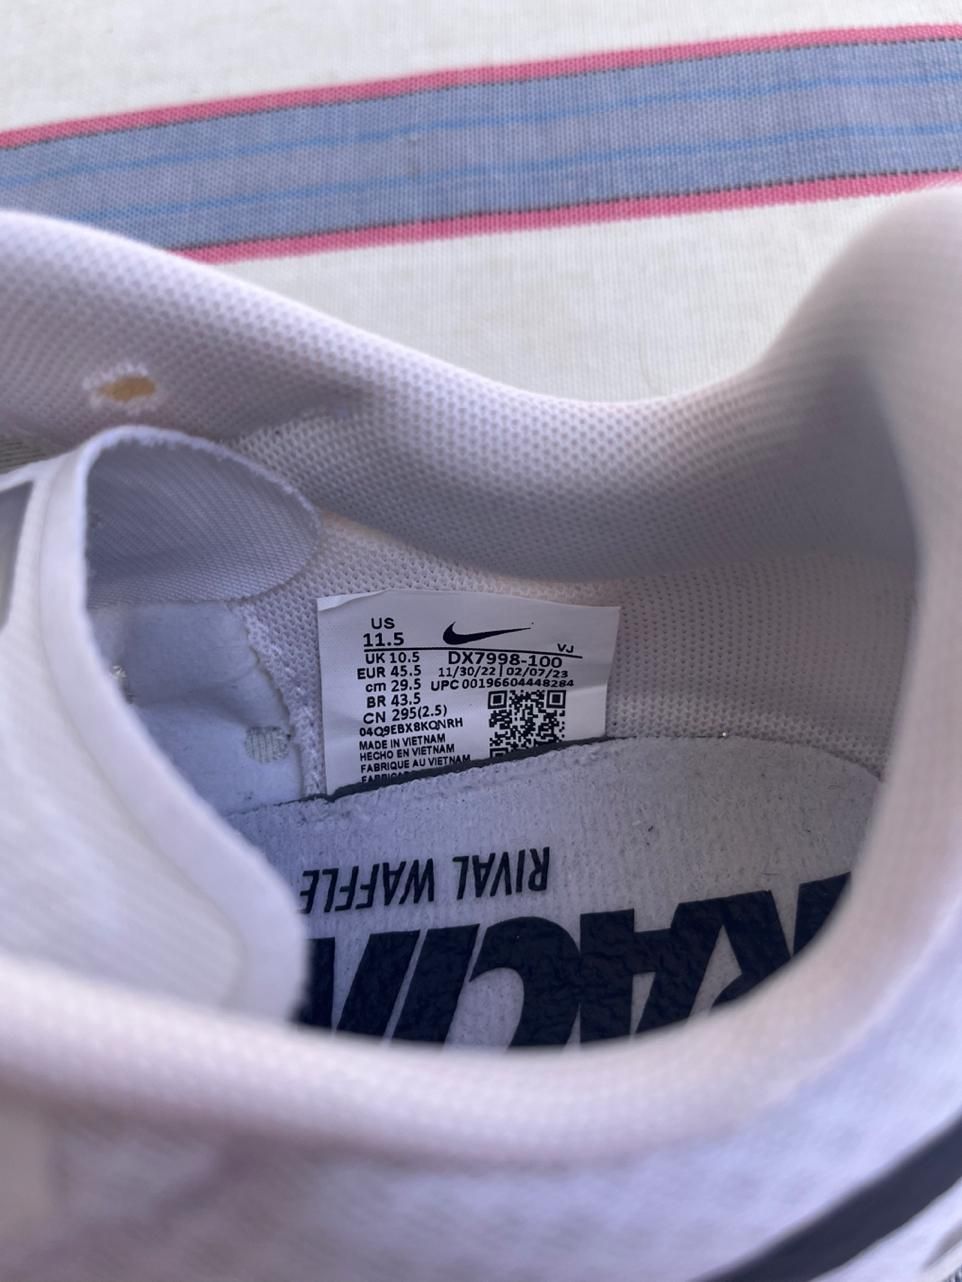 US
11.5
VJ
UK 10.5
DX7998-100
EUR 45.5
11/30/22 | 02/07/23
cm 29.5
UPC 00196604448284
BR 43.5
CN 295(2.5)
04Q9EBX8KQNRH
MADE IN VIETNAM
HECHO EN VIETNAM
FABRIQUE AU VIETNAM
RIVAL WAFFLE